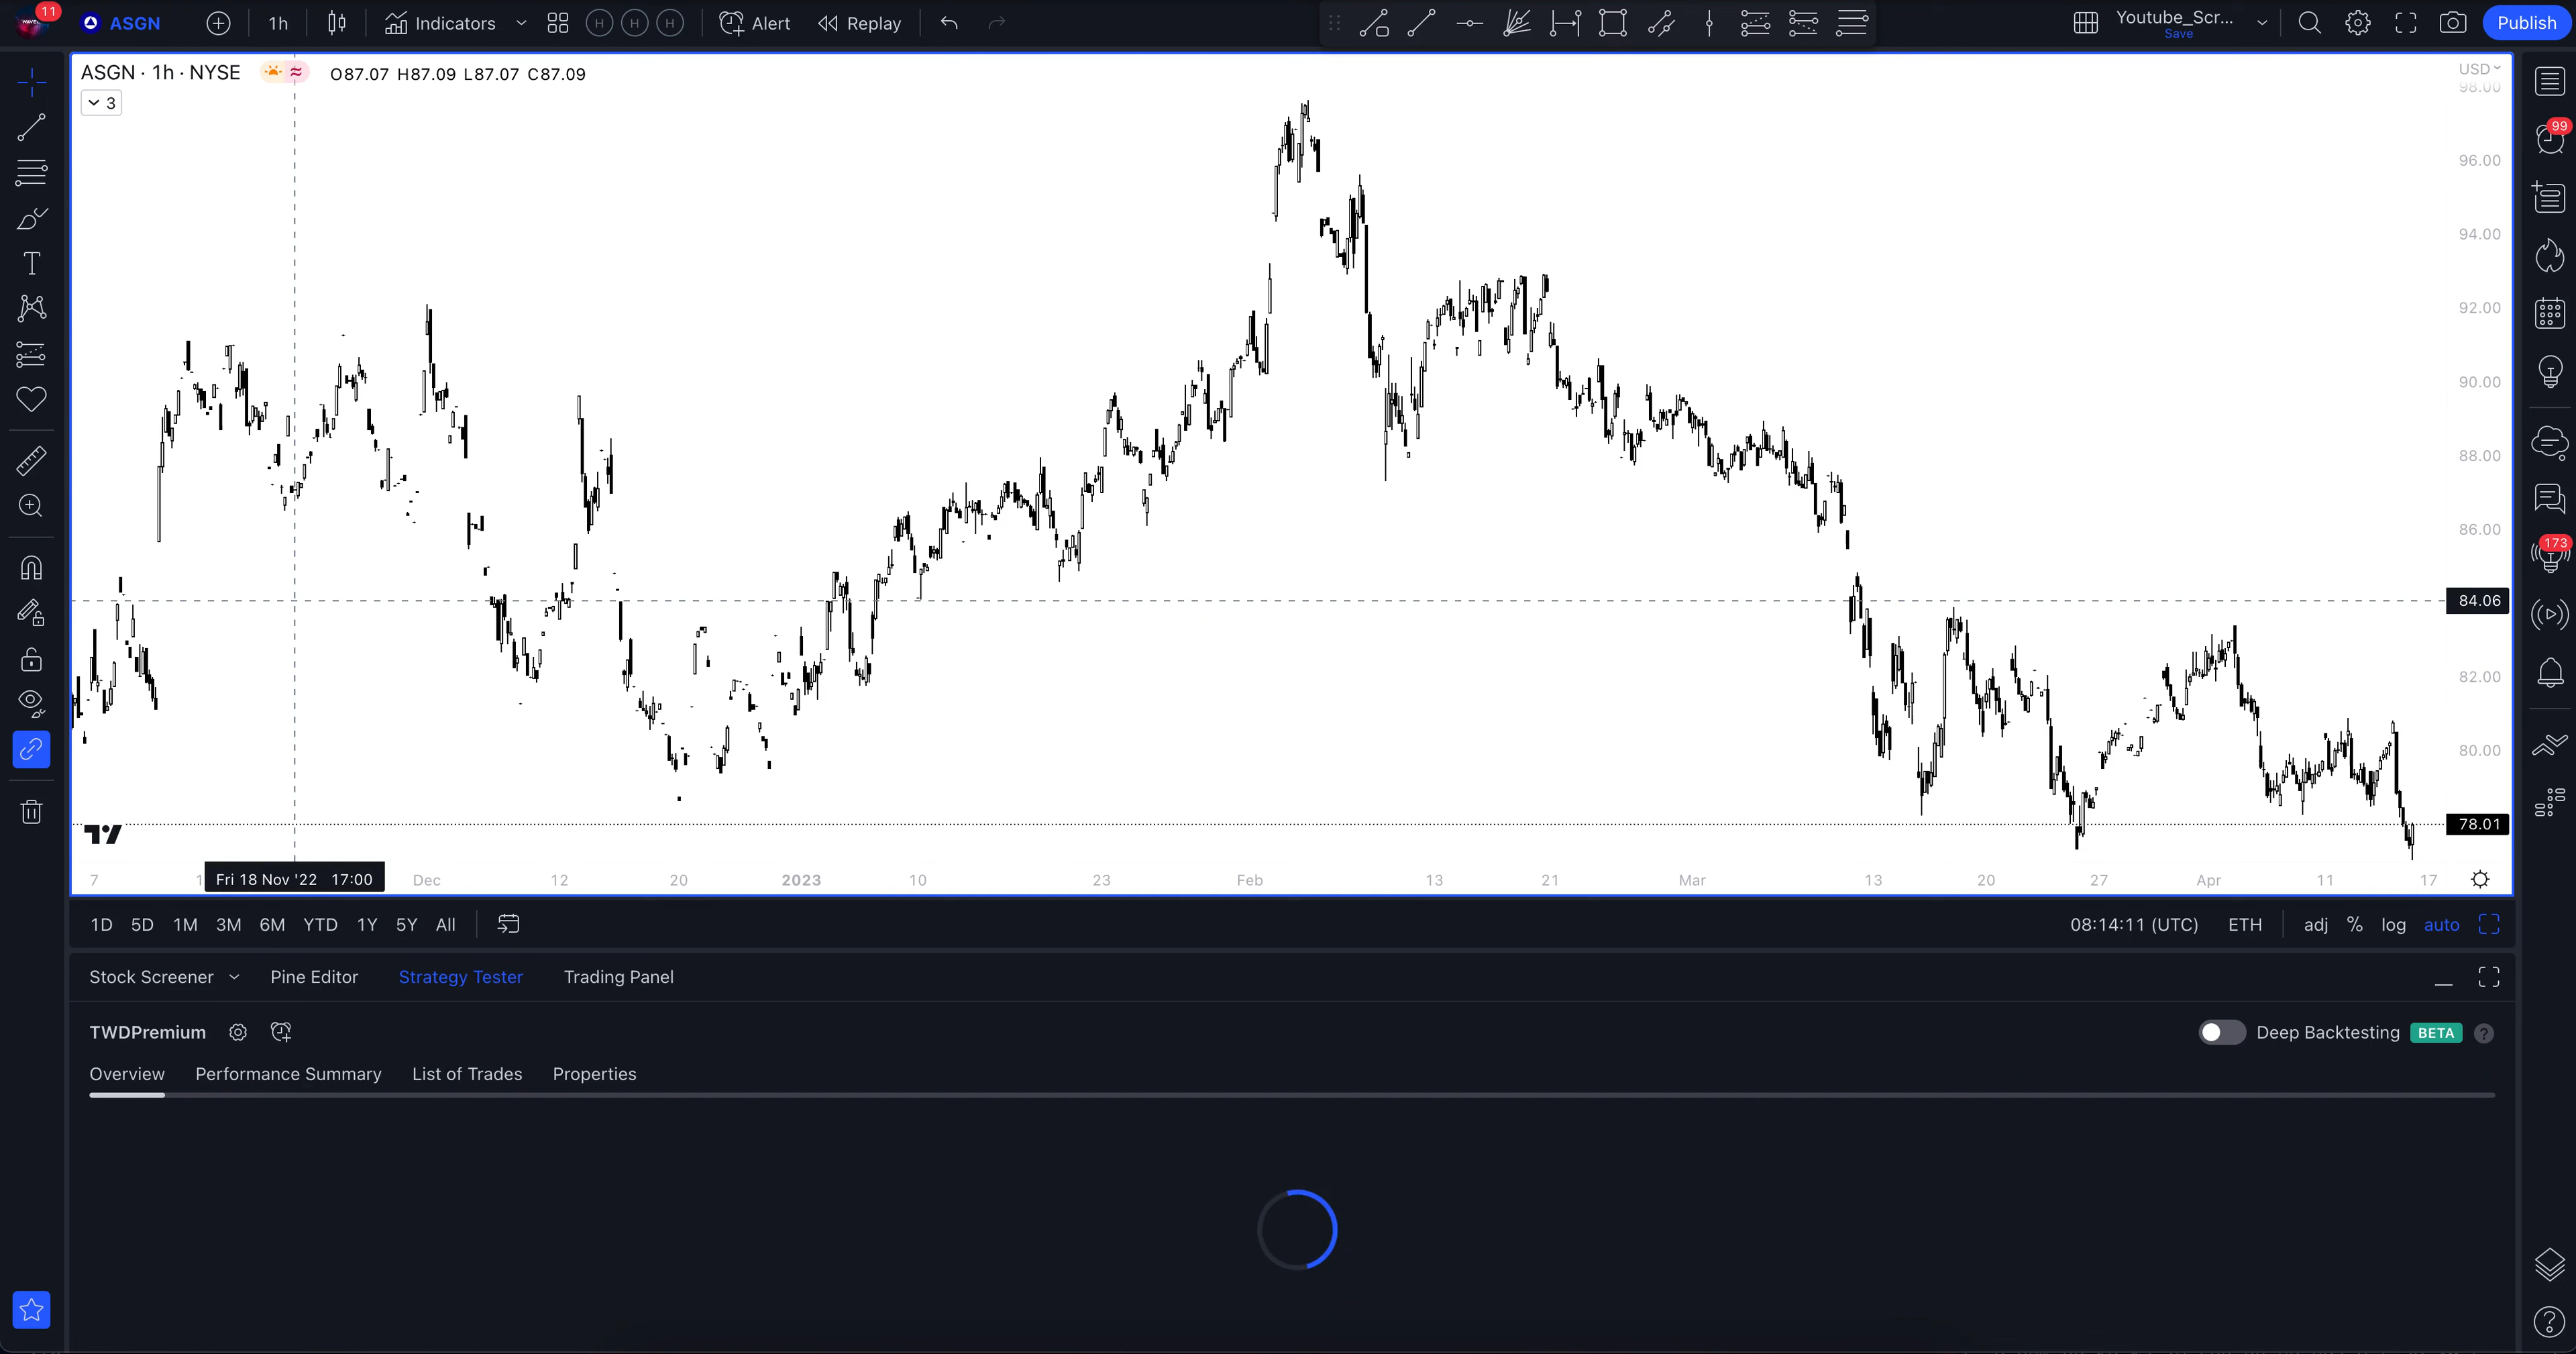 11
ASGN
1h
Indicators
H H H
Alert
Replay
Youtube_Scr...
Save
Publish
ASGN · 1h · NYSE
O87.07 H87.09 L87.07 C87.09
3
USD
98.00
96.00
94.00
92.00
90.00
88.00
86.00
84.06
82.00
80.00
78.01
99
173
7
Fri 18 Nov '22 17:00
Dec
12
20
2023
10
23
Feb
13
21
Mar
13
20
27
Apr
11
17
1D 5D 1M 3M 6M YTD 1Y 5Y All
08:14:11 (UTC)
ETH
adj % log auto
Stock Screener
Pine Editor
Strategy Tester
Trading Panel
TWDPremium
Deep Backtesting
BETA
?
Overview
Performance Summary
List of Trades
Properties